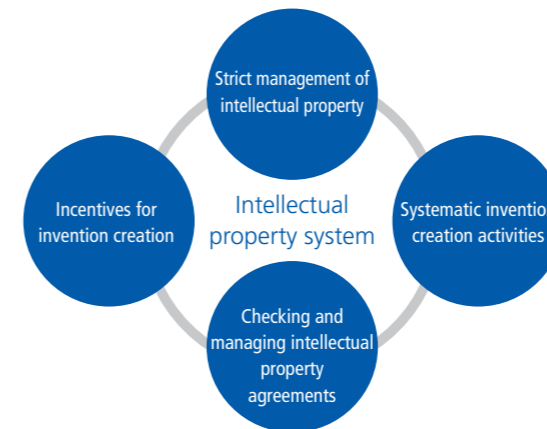 Strict management of
intellectual property
Incentives for
invention creation
Intellectual
property system
Systematic inventio
creation activities
Checking and
managing intellectual
property
agreements